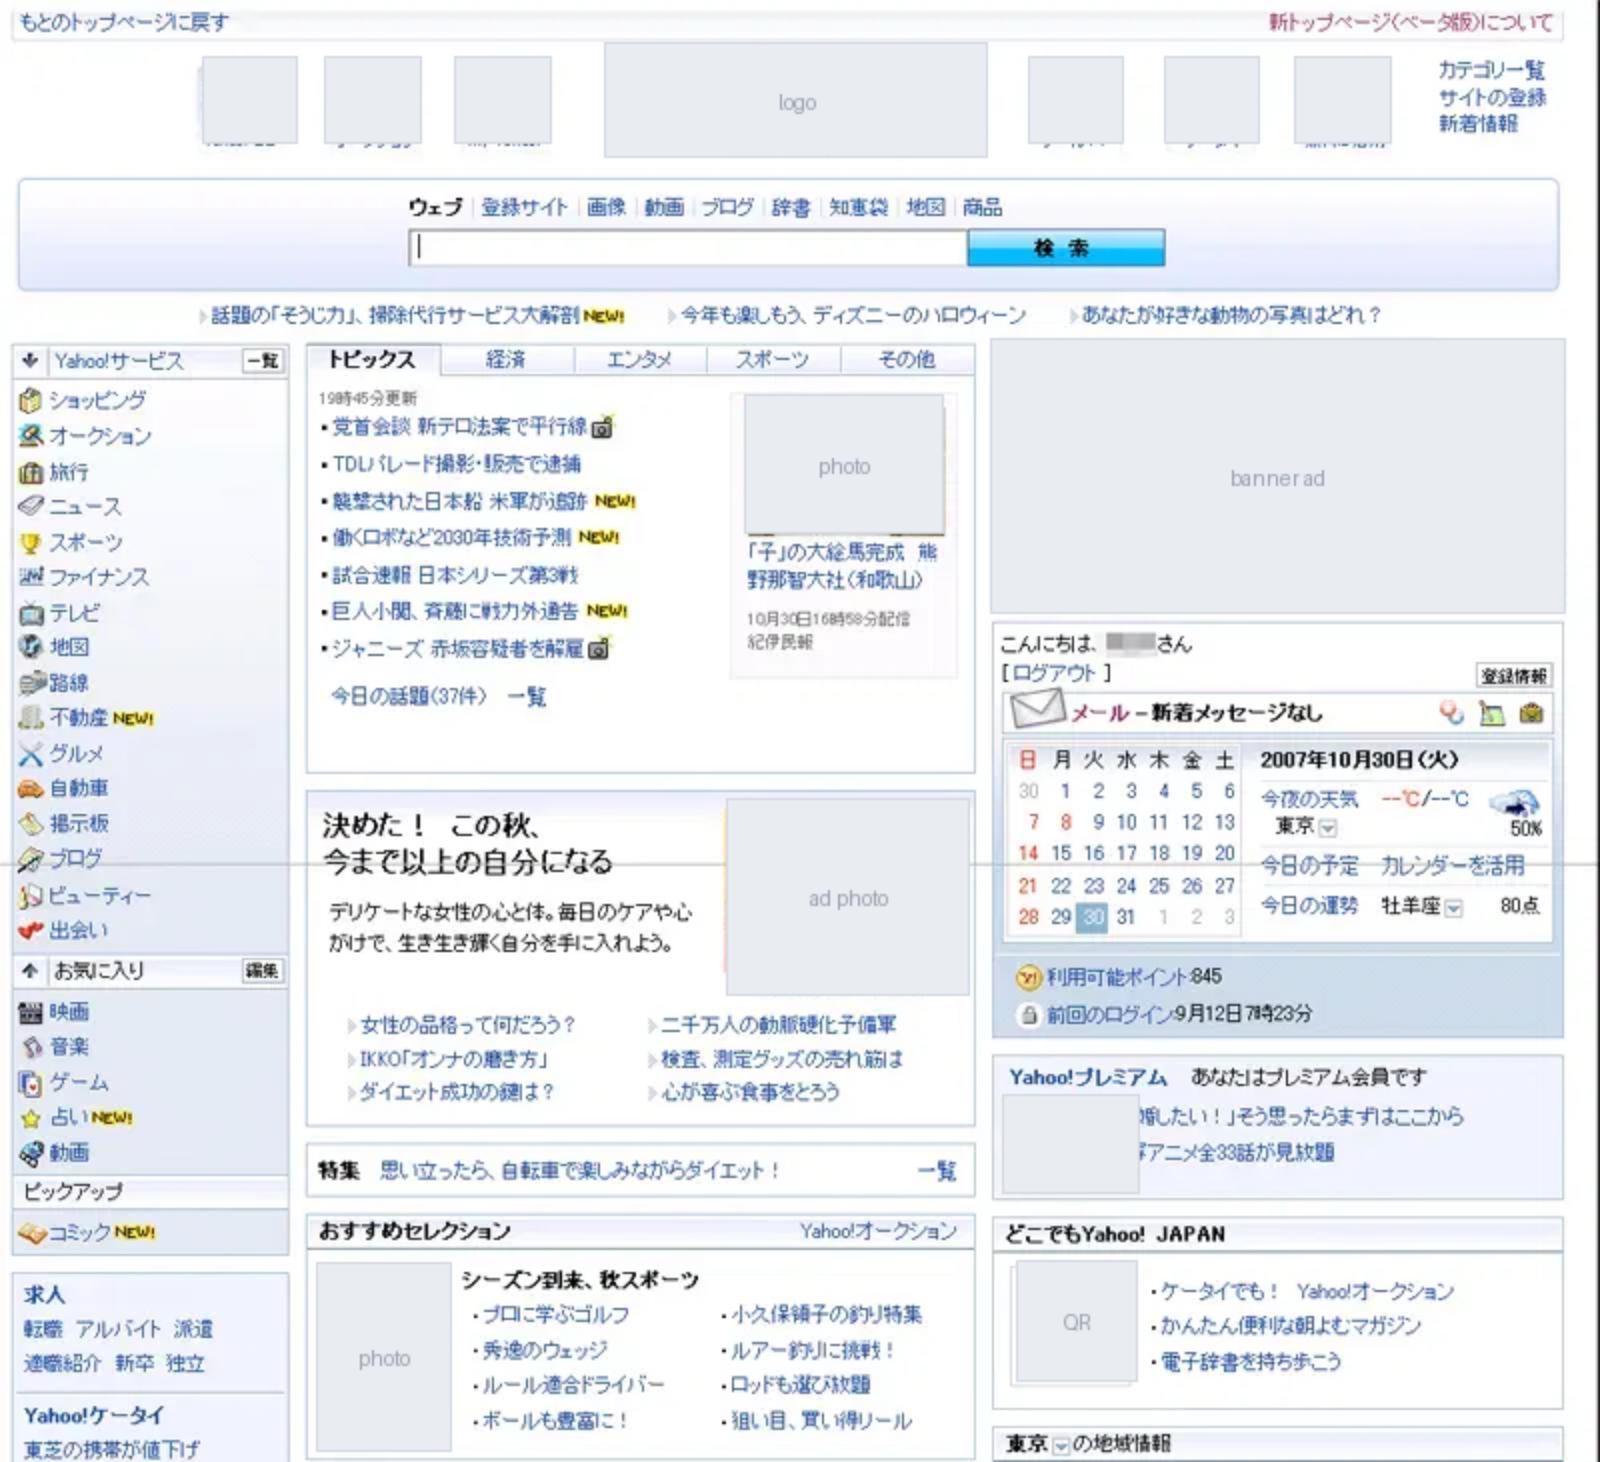 もとのトップページに戻す
新トップページ(ベータ版)について
logo
カテゴリ一覧
サイトの登録
新着情報
ウェブ 登録サイト 画像 動画 ブログ 辞書 知恵袋 地図 商品
検 索
話題の「そうじ力」、掃除代行サービス大解剖 NEW!
今年も楽しもう、ディズニーのハロウィーン
あなたが好きな動物の写真はどれ?
Yahoo!サービス 一覧
ショッピング
オークション
旅行
ニュース
スポーツ
ファイナンス
テレビ
地図
路線
不動産 NEW!
グルメ
自動車
掲示板
ブログ
ビューティー
出会い
お気に入り 編集
映画
音楽
ゲーム
占い NEW!
動画
ピックアップ
コミック NEW!
求人
転職 アルバイト 派遣
適職紹介 新卒 独立
Yahoo!ケータイ
東芝の携帯が値下げ
トピックス 経済 エンタメ スポーツ その他
19時45分更新
・党首会談 新テロ法案で平行線
・TDLパレード撮影・販売で逮捕
・襲撃された日本船 米軍が追跡 NEW!
・働くロボなど2030年技術予測 NEW!
・試合速報 日本シリーズ第3戦
・巨人小関、斉藤に戦力外通告 NEW!
・ジャニーズ 赤坂容疑者を解雇
今日の話題(37件) 一覧
photo
「子」の大絵馬完成 熊
野那智大社(和歌山)
10月30日16時58分配信
紀伊民報
決めた! この秋、
今まで以上の自分になる
デリケートな女性の心と体。毎日のケアや心
がけで、生き生き輝く自分を手に入れよう。
ad photo
女性の品格って何だろう?
二千万人の動脈硬化予備軍
IKKO「オンナの磨き方」
検査、測定グッズの売れ筋は
ダイエット成功の鍵は?
心が喜ぶ食事をとろう
特集 思い立ったら、自転車で楽しみながらダイエット! 一覧
おすすめセレクション Yahoo!オークション
photo
シーズン到来、秋スポーツ
・プロに学ぶゴルフ
・小久保領子の釣り特集
・秀逸のウェッジ
・ルアー釣りに挑戦!
・ルール適合ドライバー
・ロッドも選び放題
・ボールも豊富に!
・狙い目、買い得リール
banner ad
こんにちは、 さん
[ ログアウト ] 登録情報
メール - 新着メッセージなし
日 月 火 水 木 金 土
30 1 2 3 4 5 6
7 8 9 10 11 12 13
14 15 16 17 18 19 20
21 22 23 24 25 26 27
28 29 30 31 1 2 3
2007年10月30日(火)
今夜の天気 --℃/--℃
東京 50%
今日の予定 カレンダーを活用
今日の運勢 牡羊座 80点
利用可能ポイント:845
前回のログイン:9月12日7時23分
Yahoo!プレミアム あなたはプレミアム会員です
婚したい!」そう思ったらまずはここから
アニメ全33話が見放題
どこでもYahoo! JAPAN
QR
・ケータイでも! Yahoo!オークション
・かんたん便利な朝よむマガジン
・電子辞書を持ち歩こう
東京 の地域情報